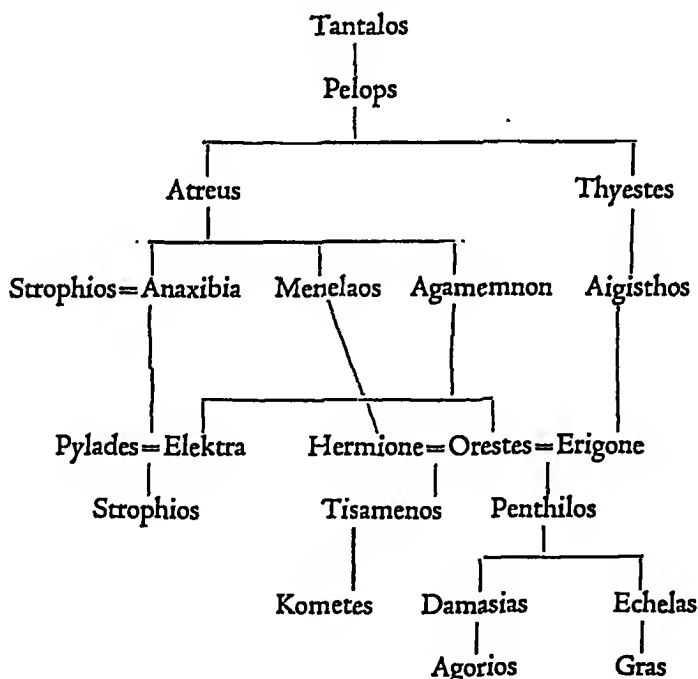 Tantalos
Pelops
Atreus Thyestes
Strophios=Anaxibia Menelaos Agamemnon Aigisthos
Pylades=Elektra Hermione=Orestes=Erigone
Strophios Tisamenos Penthilos
Kometes Damasias Echelas
Agorios Gras